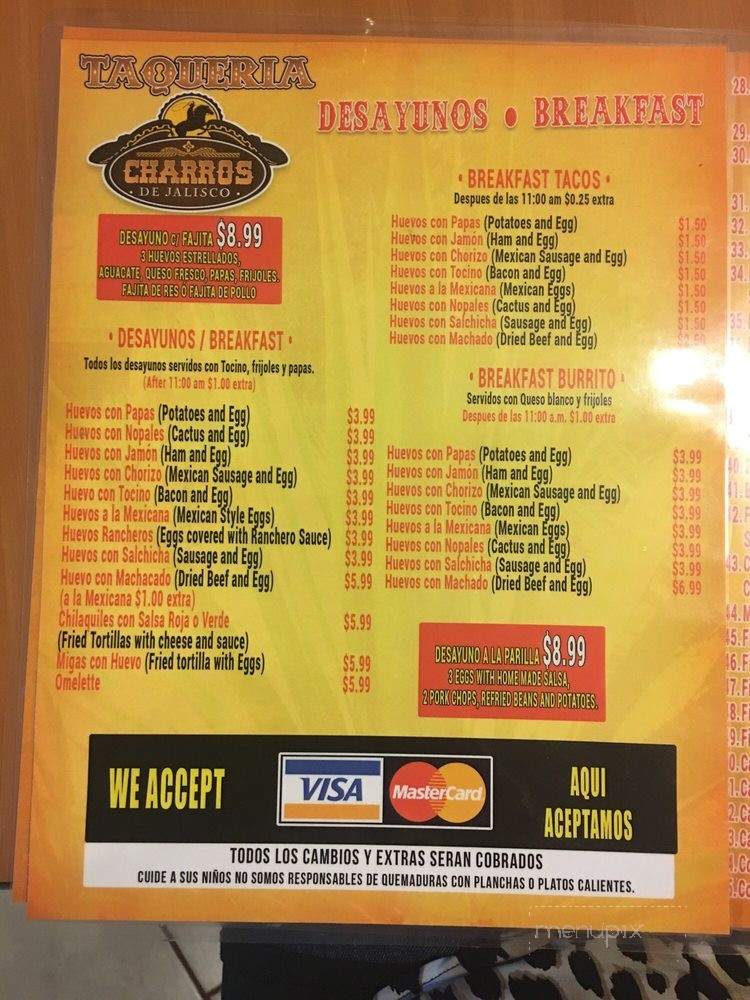 TAQUERIA
CHARROS
• DE JALISCO •
DESAYUNOS • BREAKFAST
DESAYUNO c/ FAJITA $8.99
3 HUEVOS ESTRELLADOS,
AGUACATE, QUESO FRESCO, PAPAS, FRIJOLES.
FAJITA DE RES O FAJITA DE POLLO
• DESAYUNOS / BREAKFAST •
Todos los desayunos servidos con Tocino, frijoles y papas.
(After 11:00 am $1.00 extra)
Huevos con Papas (Potatoes and Egg) $3.99
Huevos con Nopales (Cactus and Egg) $3.99
Huevos con Jamón (Ham and Egg) $3.99
Huevos con Chorizo (Mexican Sausage and Egg) $3.99
Huevo con Tocino (Bacon and Egg) $3.99
Huevos a la Mexicana (Mexican Style Eggs) $3.99
Huevos Rancheros (Eggs covered with Ranchero Sauce) $3.99
Huevos con Salchicha (Sausage and Egg) $3.99
Huevo con Machacado (Dried Beef and Egg) $5.99
(a la Mexicana $1.00 extra)
Chilaquiles con Salsa Roja o Verde $5.99
(Fried Tortillas with cheese and sauce)
Migas con Huevo (Fried tortilla with Eggs) $5.99
Omelette $5.99
• BREAKFAST TACOS •
Despues de las 11:00 am $0.25 extra
Huevos con Papas (Potatoes and Egg) $1.50
Huevos con Jamón (Ham and Egg) $1.50
Huevos con Chorizo (Mexican Sausage and Egg) $1.50
Huevos con Tocino (Bacon and Egg) $1.50
Huevos a la Mexicana (Mexican Eggs) $1.50
Huevos con Nopales (Cactus and Egg) $1.50
Huevos con Salchicha (Sausage and Egg) $1.50
Huevos con Machado (Dried Beef and Egg)
• BREAKFAST BURRITO •
Servidos con Queso blanco y frijoles
Despues de las 11:00 a.m. $1.00 extra
Huevos con Papas (Potatoes and Egg) $3.99
Huevos con Jamón (Ham and Egg) $3.99
Huevos con Chorizo (Mexican Sausage and Egg) $3.99
Huevos con Tocino (Bacon and Egg) $3.99
Huevos a la Mexicana (Mexican Eggs) $3.99
Huevos con Nopales (Cactus and Egg) $3.99
Huevos con Salchicha (Sausage and Egg) $3.99
Huevos con Machado (Dried Beef and Egg) $6.99
DESAYUNO A LA PARILLA $8.99
3 EGGS WITH HOME MADE SALSA,
2 PORK CHOPS, REFRIED BEANS AND POTATOES.
WE ACCEPT
VISA
MasterCard
AQUI
ACEPTAMOS
TODOS LOS CAMBIOS Y EXTRAS SERAN COBRADOS
CUIDE A SUS NIÑOS NO SOMOS RESPONSABLES DE QUEMADURAS CON PLANCHAS O PLATOS CALIENTES.
menupix
28.
29.
30.
31.
32.
33.
34.
35